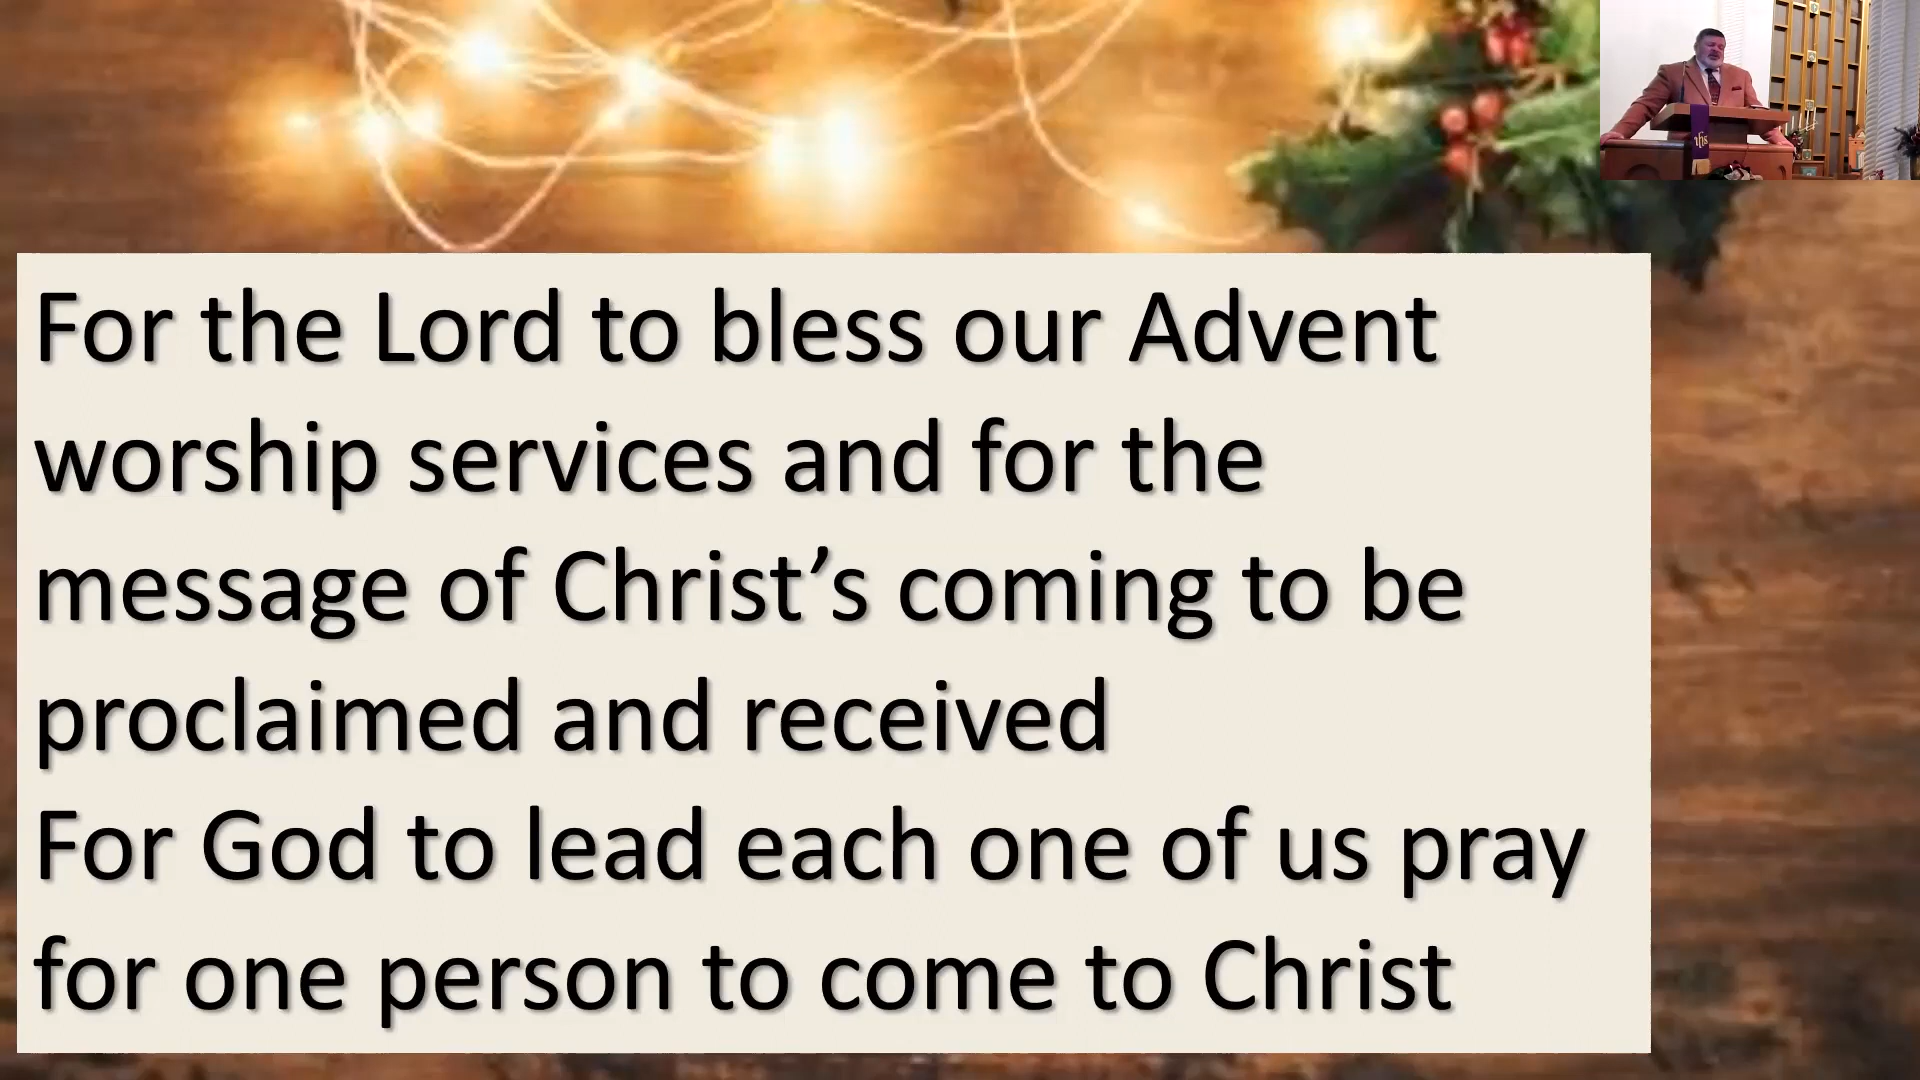 For the Lord to bless our Advent
worship services and for the
message of Christ’s coming to be
proclaimed and received
For God to lead each one of us pray
for one person to come to Christ
ihs